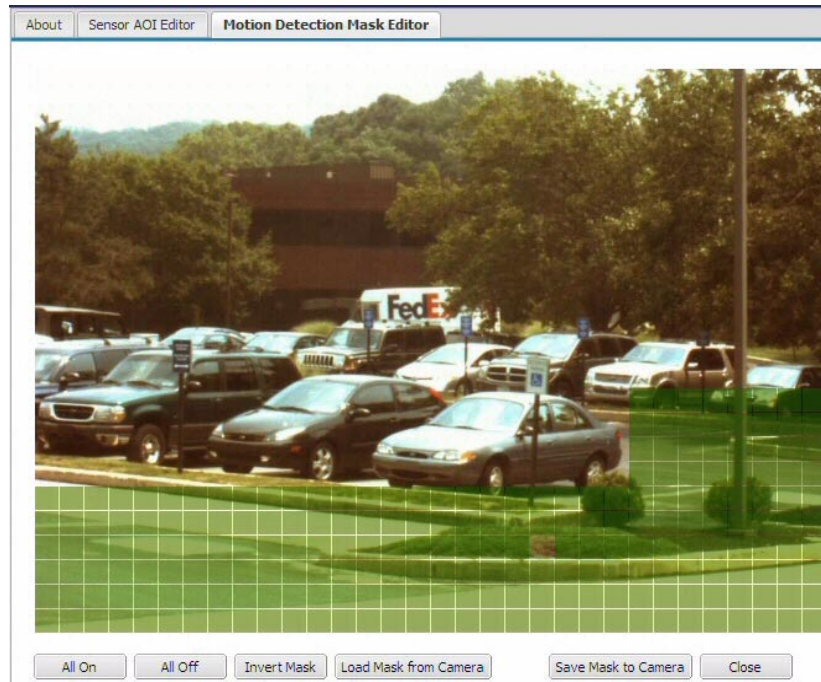 About Sensor AOI Editor Motion Detection Mask Editor
FedEx
All On All Off Invert Mask Load Mask from Camera Save Mask to Camera Close